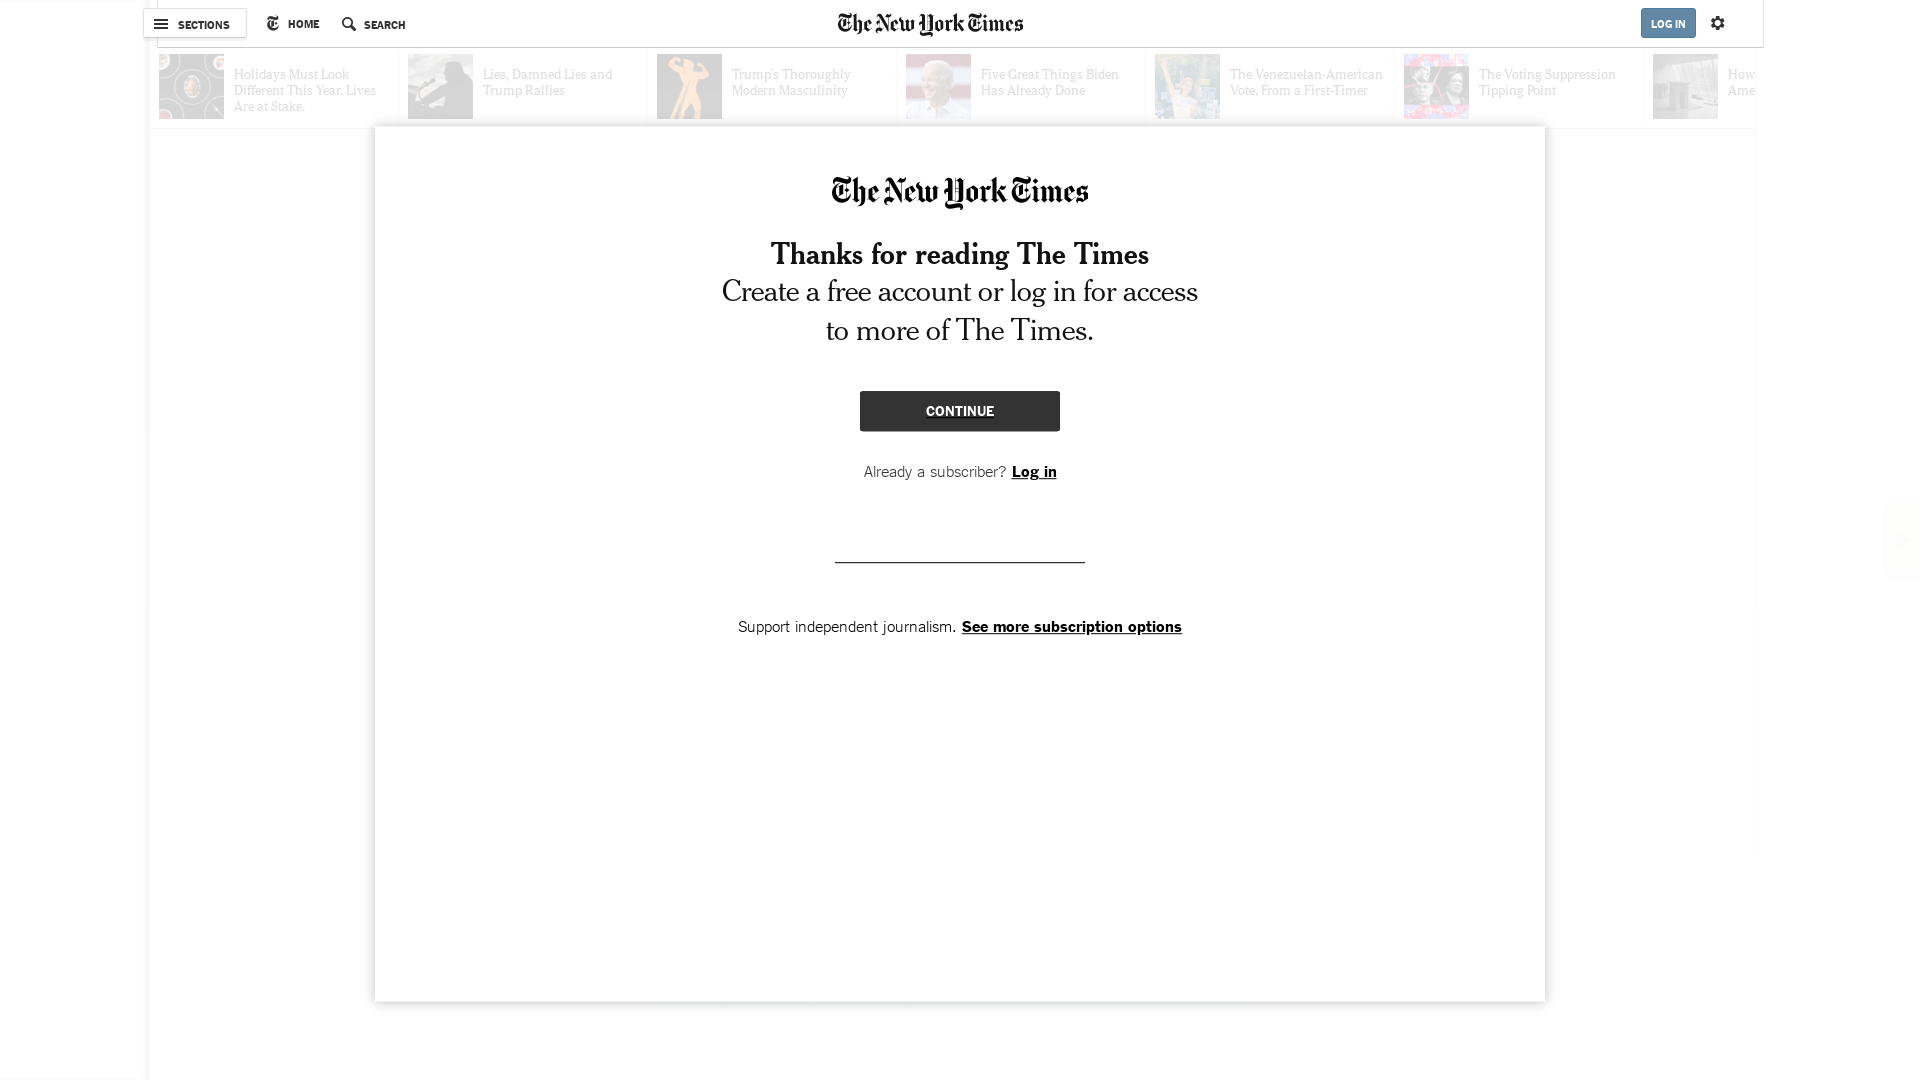 SECTIONS
HOME
SEARCH
The New York Times
LOG IN
Holidays Must Look
Different This Year. Lives
Are at Stake.
Lies, Damned Lies and
Trump Rallies
Trump's Thoroughly
Modern Masculinity
Five Great Things Biden
Has Already Done
The Venezuelan-American
Vote, From a First-Timer
The Voting Suppression
Tipping Point
How
Ame
The New York Times
Thanks for reading The Times
Create a free account or log in for access
to more of The Times.
CONTINUE
Already a subscriber? Log in
Support independent journalism. See more subscription options